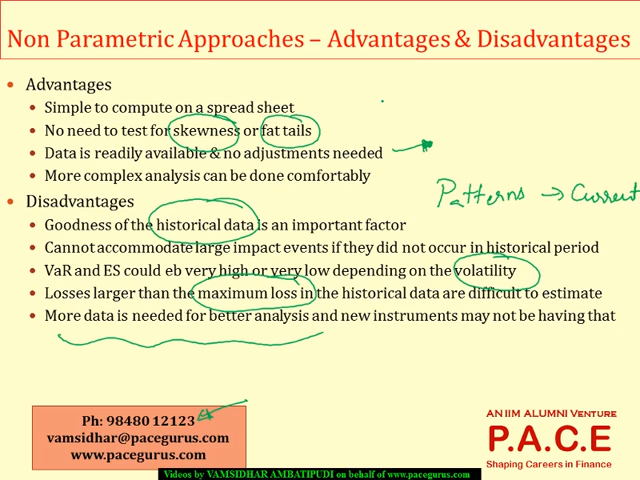 Non Parametric Approaches – Advantages & Disadvantages
• Advantages
• Simple to compute on a spread sheet
• No need to test for skewness or fat tails
• Data is readily available & no adjustments needed
• More complex analysis can be done comfortably
Patterns → Current
• Disadvantages
• Goodness of the historical data is an important factor
• Cannot accommodate large impact events if they did not occur in historical period
• VaR and ES could eb very high or very low depending on the volatility
• Losses larger than the maximum loss in the historical data are difficult to estimate
• More data is needed for better analysis and new instruments may not be having that
Ph: 98480 12123
vamsidhar@pacegurus.com
www.pacegurus.com
AN IIM ALUMNI VENTURE
P.A.C.E
Shaping Careers in Finance
Videos by VAMSIDHAR AMBATIPUDI on behalf of www.pacegurus.com